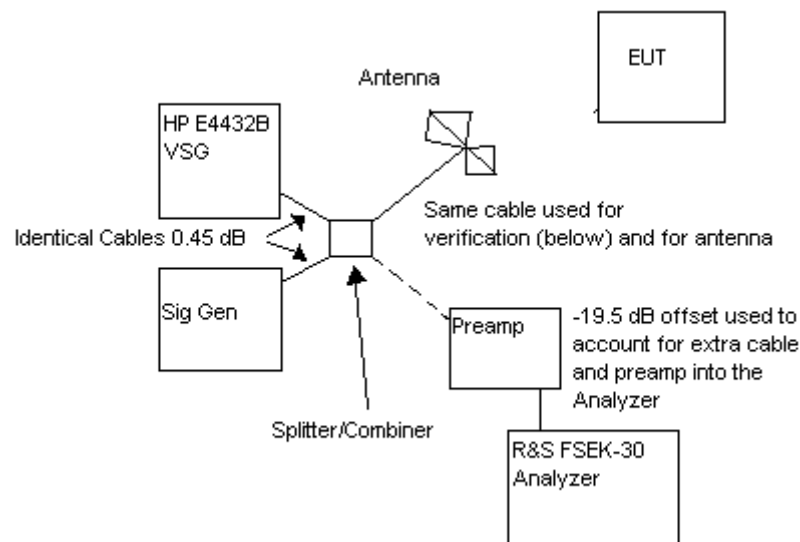 EUT
Antenna
HP E4432B
VSG
Same cable used for
verification (below) and for antenna
Identical Cables 0.45 dB
Sig Gen
Preamp
-19.5 dB offset used to
account for extra cable
and preamp into the
Analyzer
Splitter/Combiner
R&S FSEK-30
Analyzer